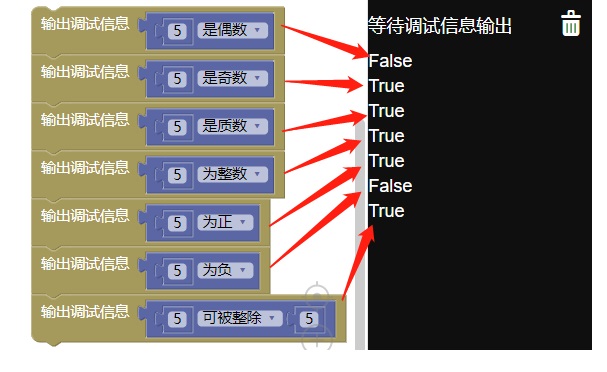 输出调试信息 5 是偶数
输出调试信息 5 是奇数
输出调试信息 5 是质数
输出调试信息 5 为整数
输出调试信息 5 为正
输出调试信息 5 为负
输出调试信息 5 可被整除 5
等待调试信息输出
False
True
True
True
True
False
True